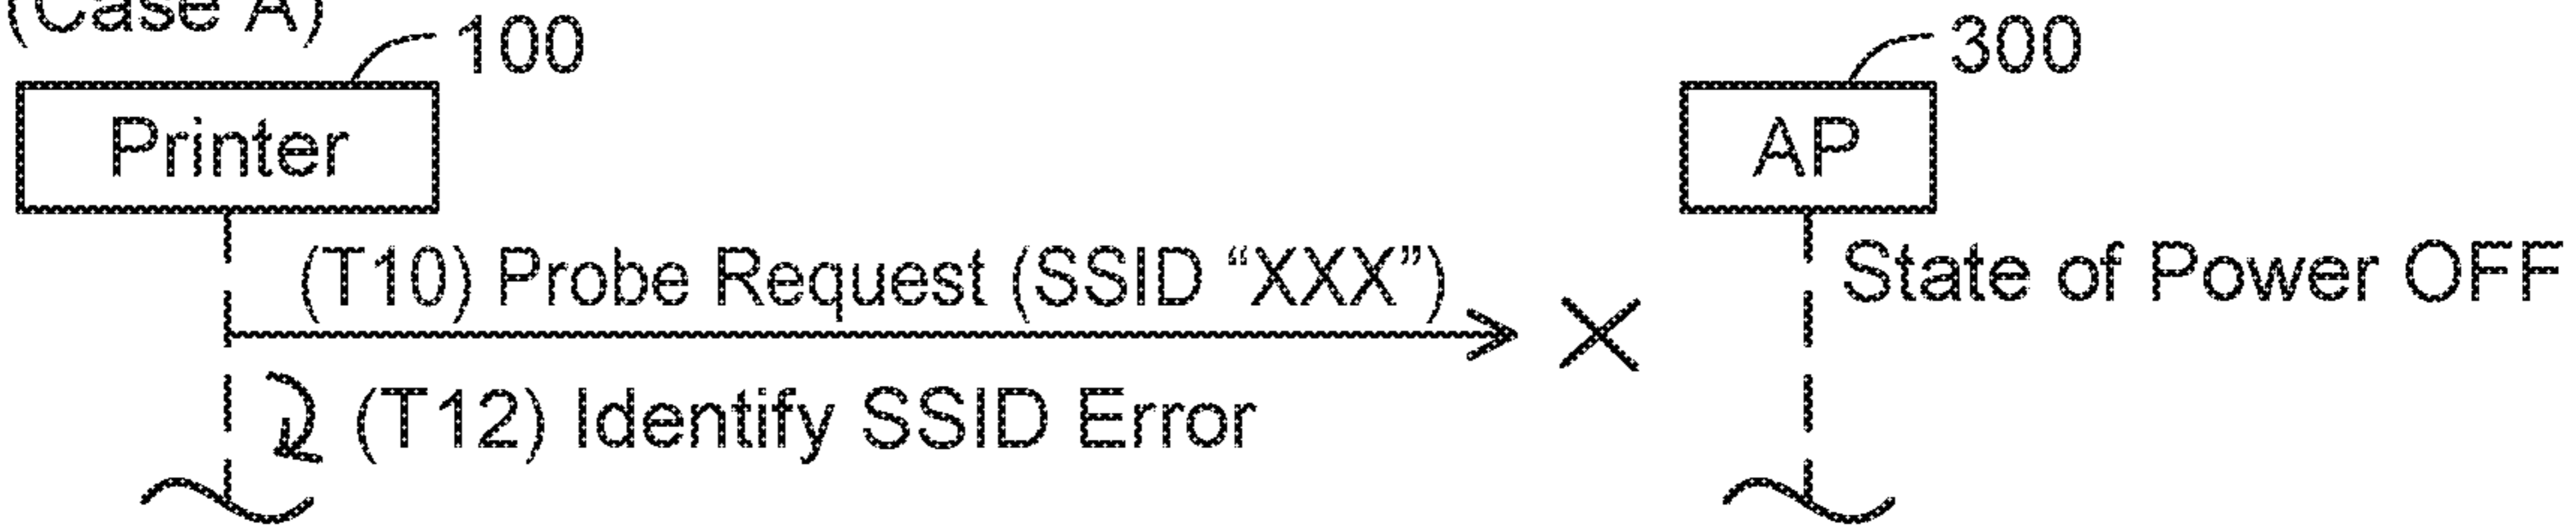 (Case A)
100
300
Printer
AP
(T10) Probe Request (SSID “XXX”)
State of Power OFF
(T12) Identify SSID Error